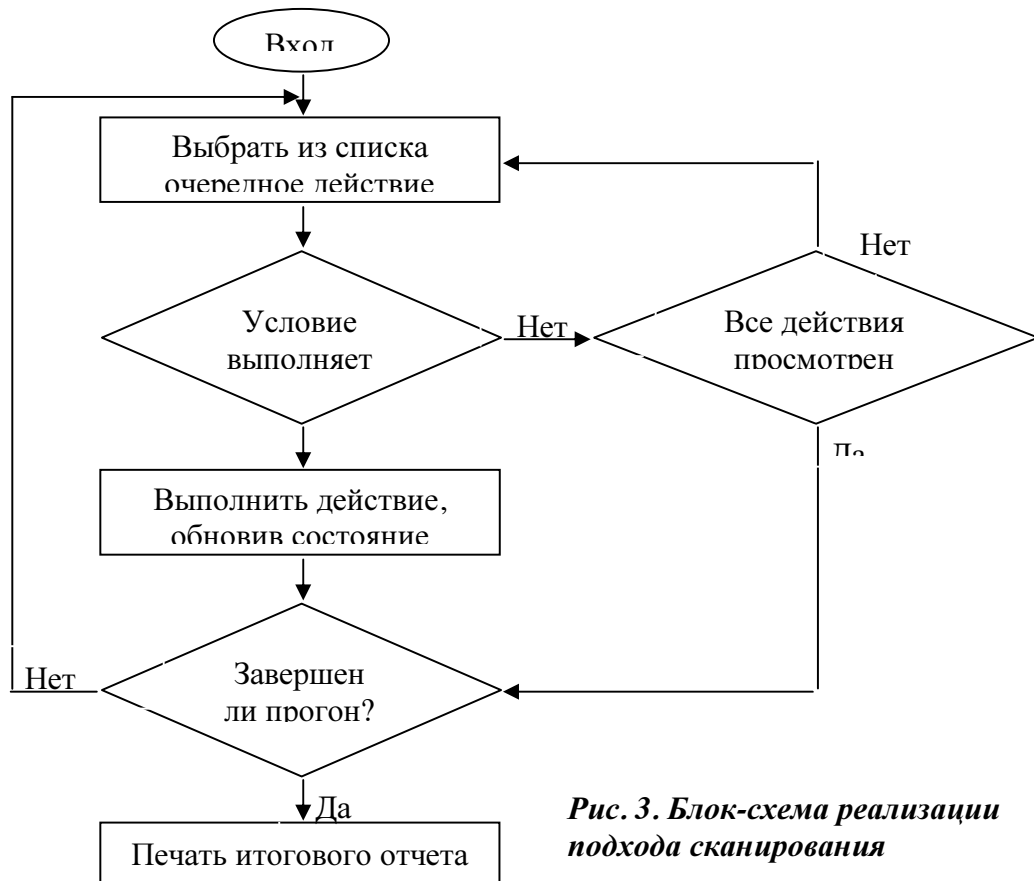 Вход
Выбрать из списка
очередное действие
Нет
Условие
выполняет
Нет
Все действия
просмотрен
Да
Выполнить действие,
обновив состояние
Нет
Завершен
ли прогон?
Да
Печать итогового отчета
Рис. 3. Блок-схема реализации
подхода сканирования